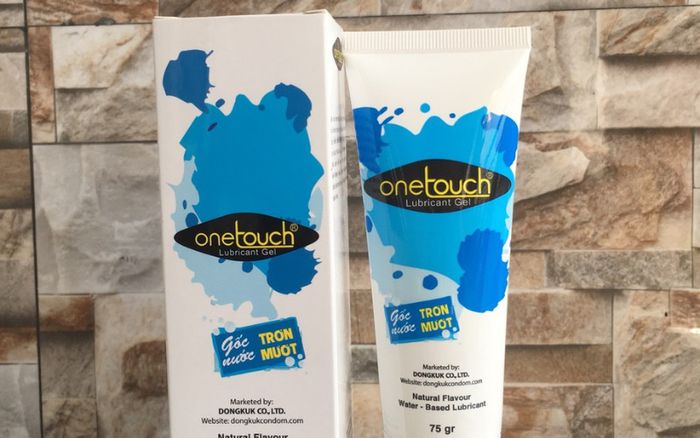 onetouch®
Lubricant Gel
Gốc nước
TRƠN MƯỢT
Marketed by:
DONGKUK CO., LTD.
Website: dongkukcondom.com
Natural Flavour
onetouch®
Lubricant Gel
Gốc nước
TRƠN MƯỢT
Marketed by:
DONGKUK CO., LTD.
Website: dongkukcondom.com
Natural Flavour
Water - Based Lubricant
75 gr